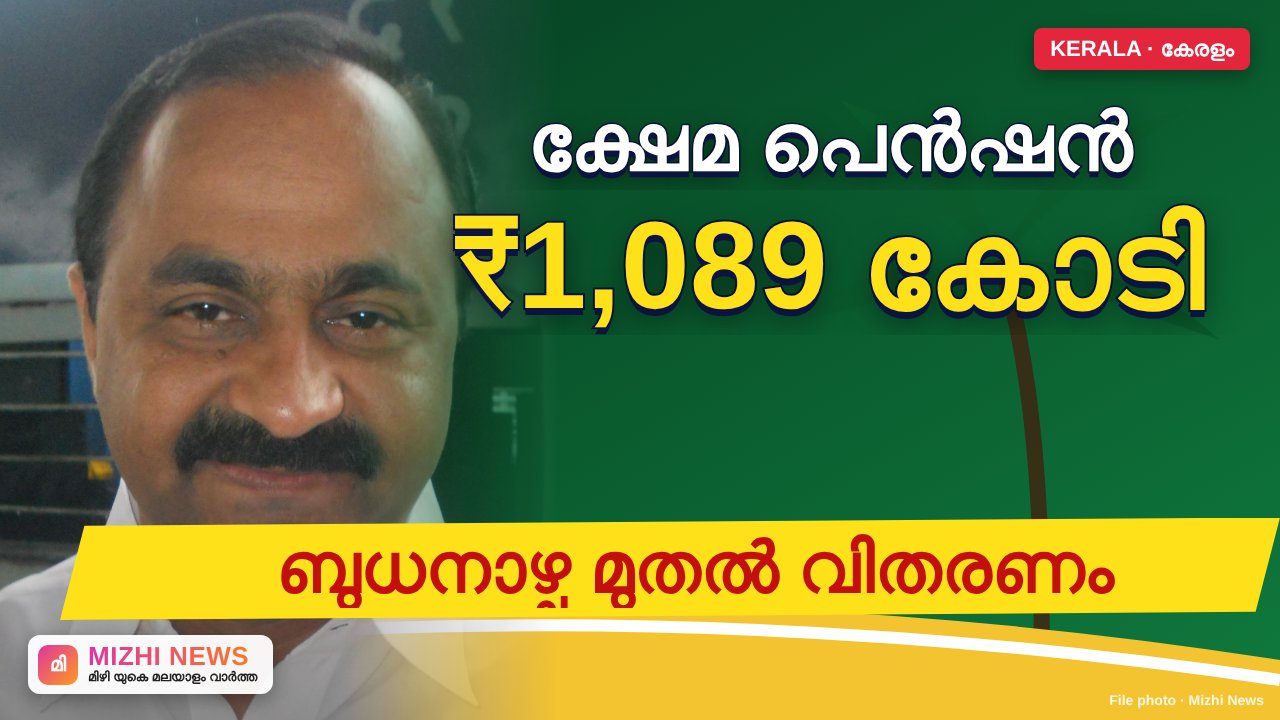 KERALA · കേരളം
ക്ഷേമ പെൻഷൻ
₹1,089 കോടി
ബുധനാഴ്ച മുതൽ വിതരണം
മി
MIZHI NEWS
മിഴി യുകെ മലയാളം വാർത്ത
File photo · Mizhi News